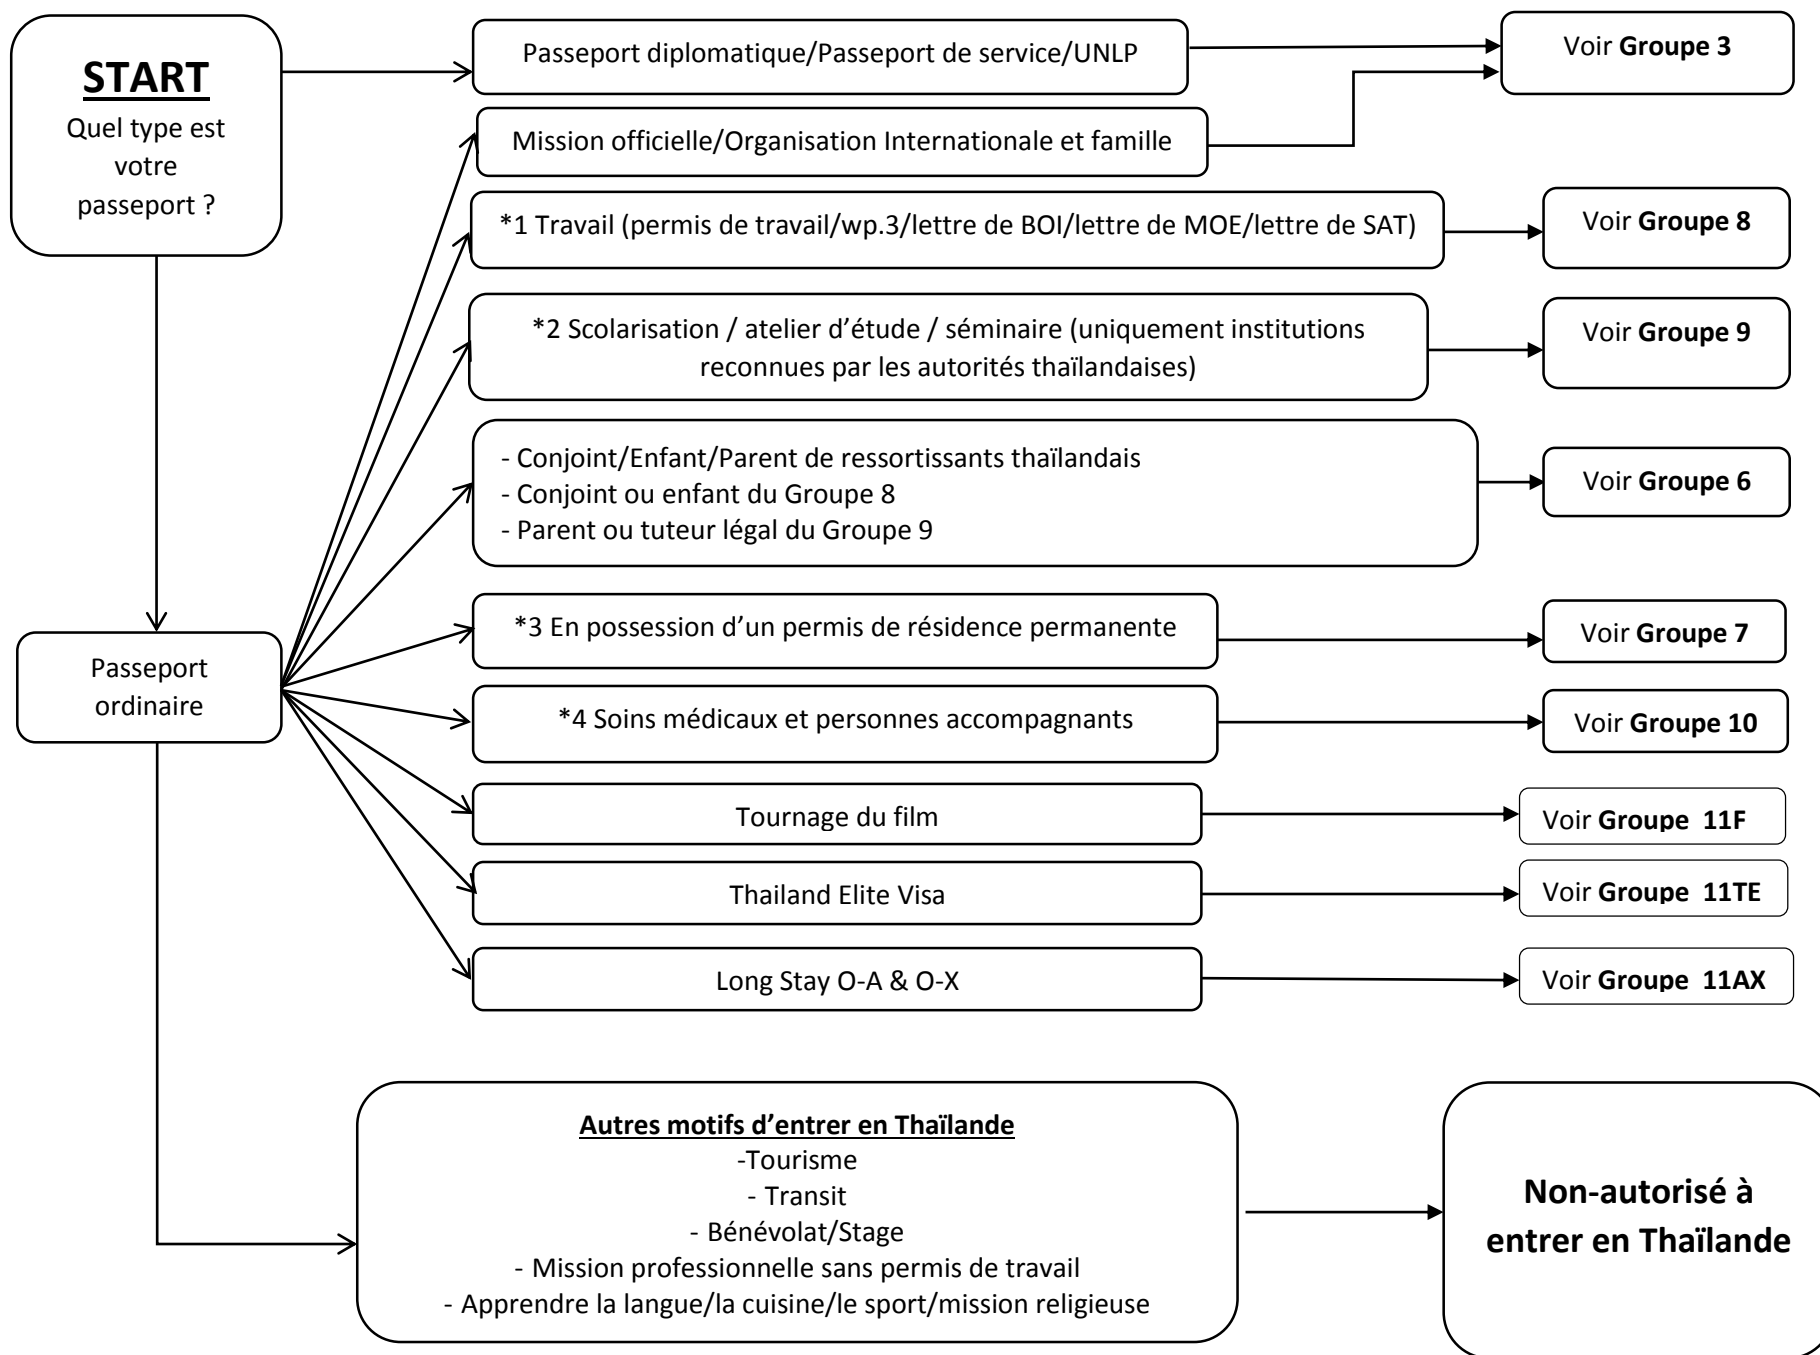 START
Quel type est
votre
passeport ?
Passeport diplomatique/Passeport de service/UNLP
Voir Groupe 3
Mission officielle/Organisation Internationale et famille
*1 Travail (permis de travail/wp.3/lettre de BOI/lettre de MOE/lettre de SAT)
Voir Groupe 8
*2 Scolarisation / atelier d’étude / séminaire (uniquement institutions
reconnues par les autorités thaïlandaises)
Voir Groupe 9
- Conjoint/Enfant/Parent de ressortissants thaïlandais
- Conjoint ou enfant du Groupe 8
- Parent ou tuteur légal du Groupe 9
Voir Groupe 6
Passeport
ordinaire
*3 En possession d’un permis de résidence permanente
Voir Groupe 7
*4 Soins médicaux et personnes accompagnants
Voir Groupe 10
Tournage du film
Voir Groupe 11F
Thailand Elite Visa
Voir Groupe 11TE
Long Stay O-A & O-X
Voir Groupe 11AX
Autres motifs d’entrer en Thaïlande
-Tourisme
- Transit
- Bénévolat/Stage
- Mission professionnelle sans permis de travail
- Apprendre la langue/la cuisine/le sport/mission religieuse
Non-autorisé à
entrer en Thaïlande